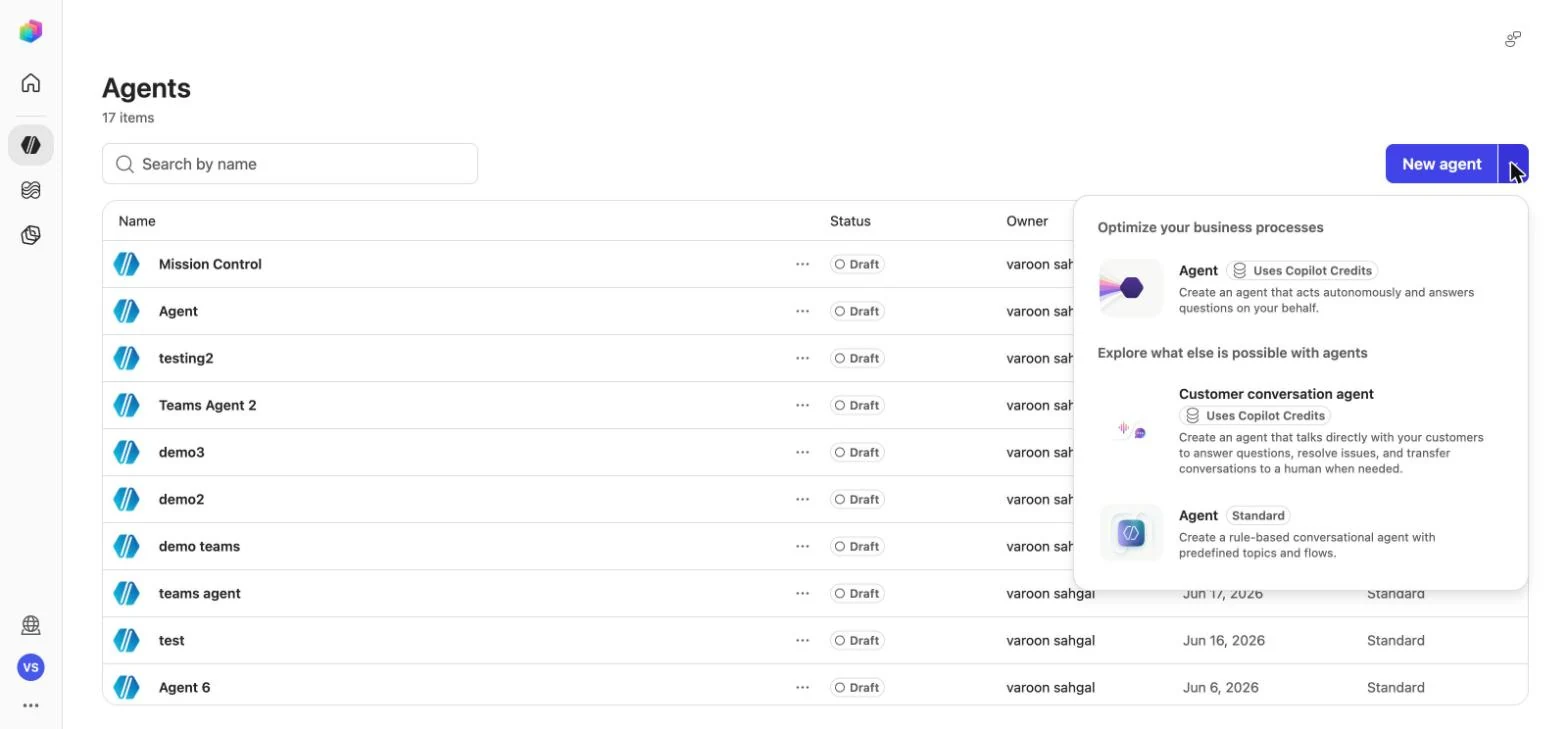 Agents
17 items
Search by name
New agent
Name
Status
Owner
Mission Control
Draft
varoon sah
Agent
Draft
varoon sah
testing2
Draft
varoon sah
Teams Agent 2
Draft
varoon sah
demo3
Draft
varoon sah
demo2
Draft
varoon sah
demo teams
Draft
varoon sah
teams agent
Draft
varoon sahgal
Jun 17, 2026
Standard
test
Draft
varoon sahgal
Jun 16, 2026
Standard
Agent 6
Draft
varoon sahgal
Jun 6, 2026
Standard
Optimize your business processes
Agent
Uses Copilot Credits
Create an agent that acts autonomously and answers
questions on your behalf.
Explore what else is possible with agents
Customer conversation agent
Uses Copilot Credits
Create an agent that talks directly with your customers
to answer questions, resolve issues, and transfer
conversations to a human when needed.
Agent
Standard
Create a rule-based conversational agent with
predefined topics and flows.
VS